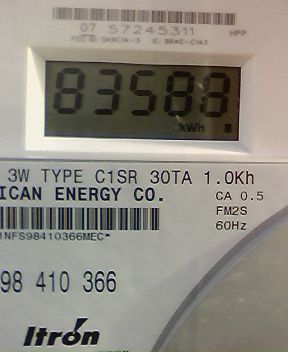 07 57245311
83588
kWh
3W TYPE C1SR 30TA 1.0Kh
ICAN ENERGY CO.
CA 0.5
FM2S
60Hz
1NFS98410366MEC*
98 410 366
Itron